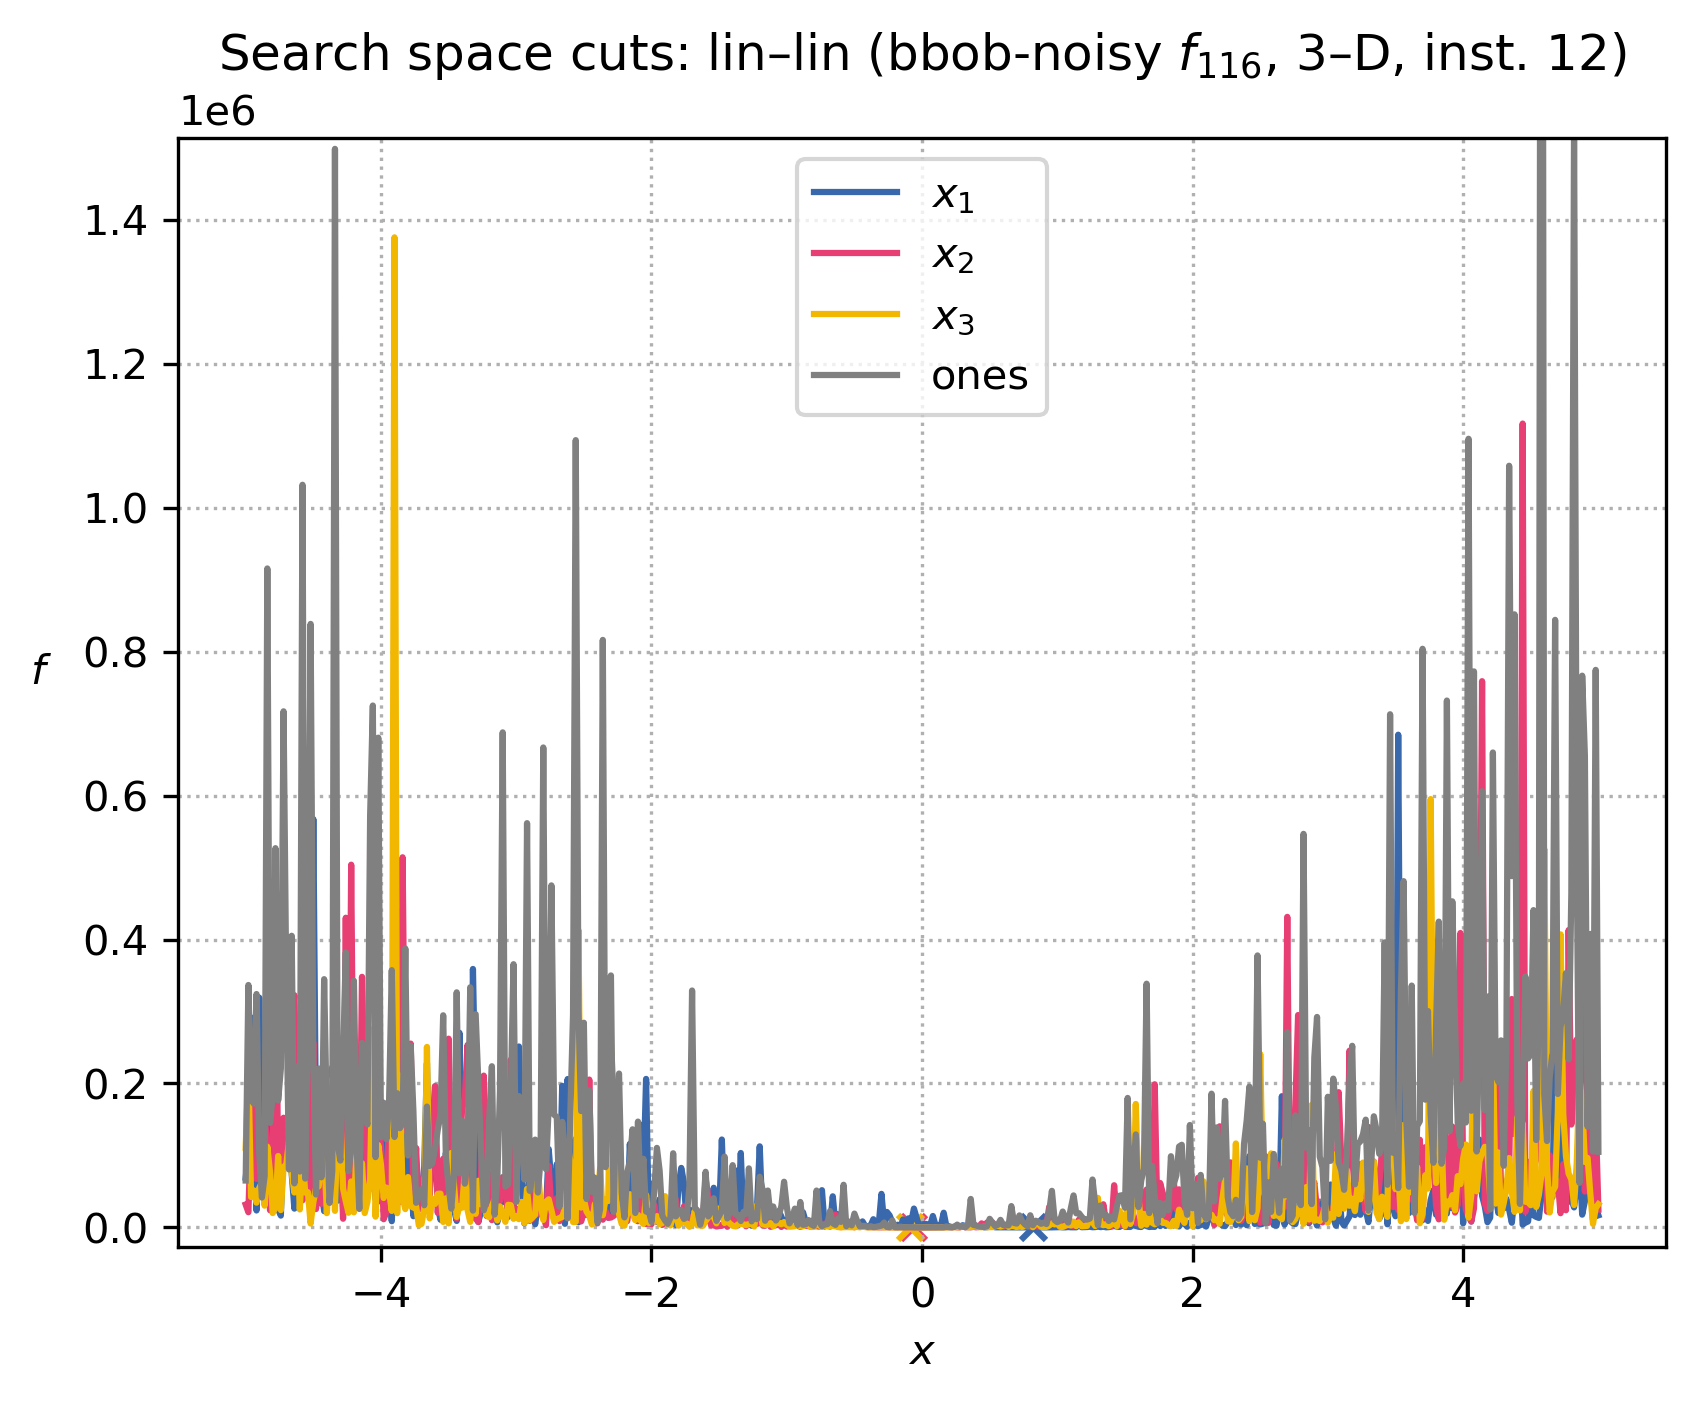 Search space cuts: lin–lin (bbob-noisy f₁₁₆, 3–D, inst. 12)
1e6
x₁
x₂
x₃
ones
1.4
1.2
1.0
0.8
0.6
0.4
0.2
0.0
f
−4 −2 0 2 4
x